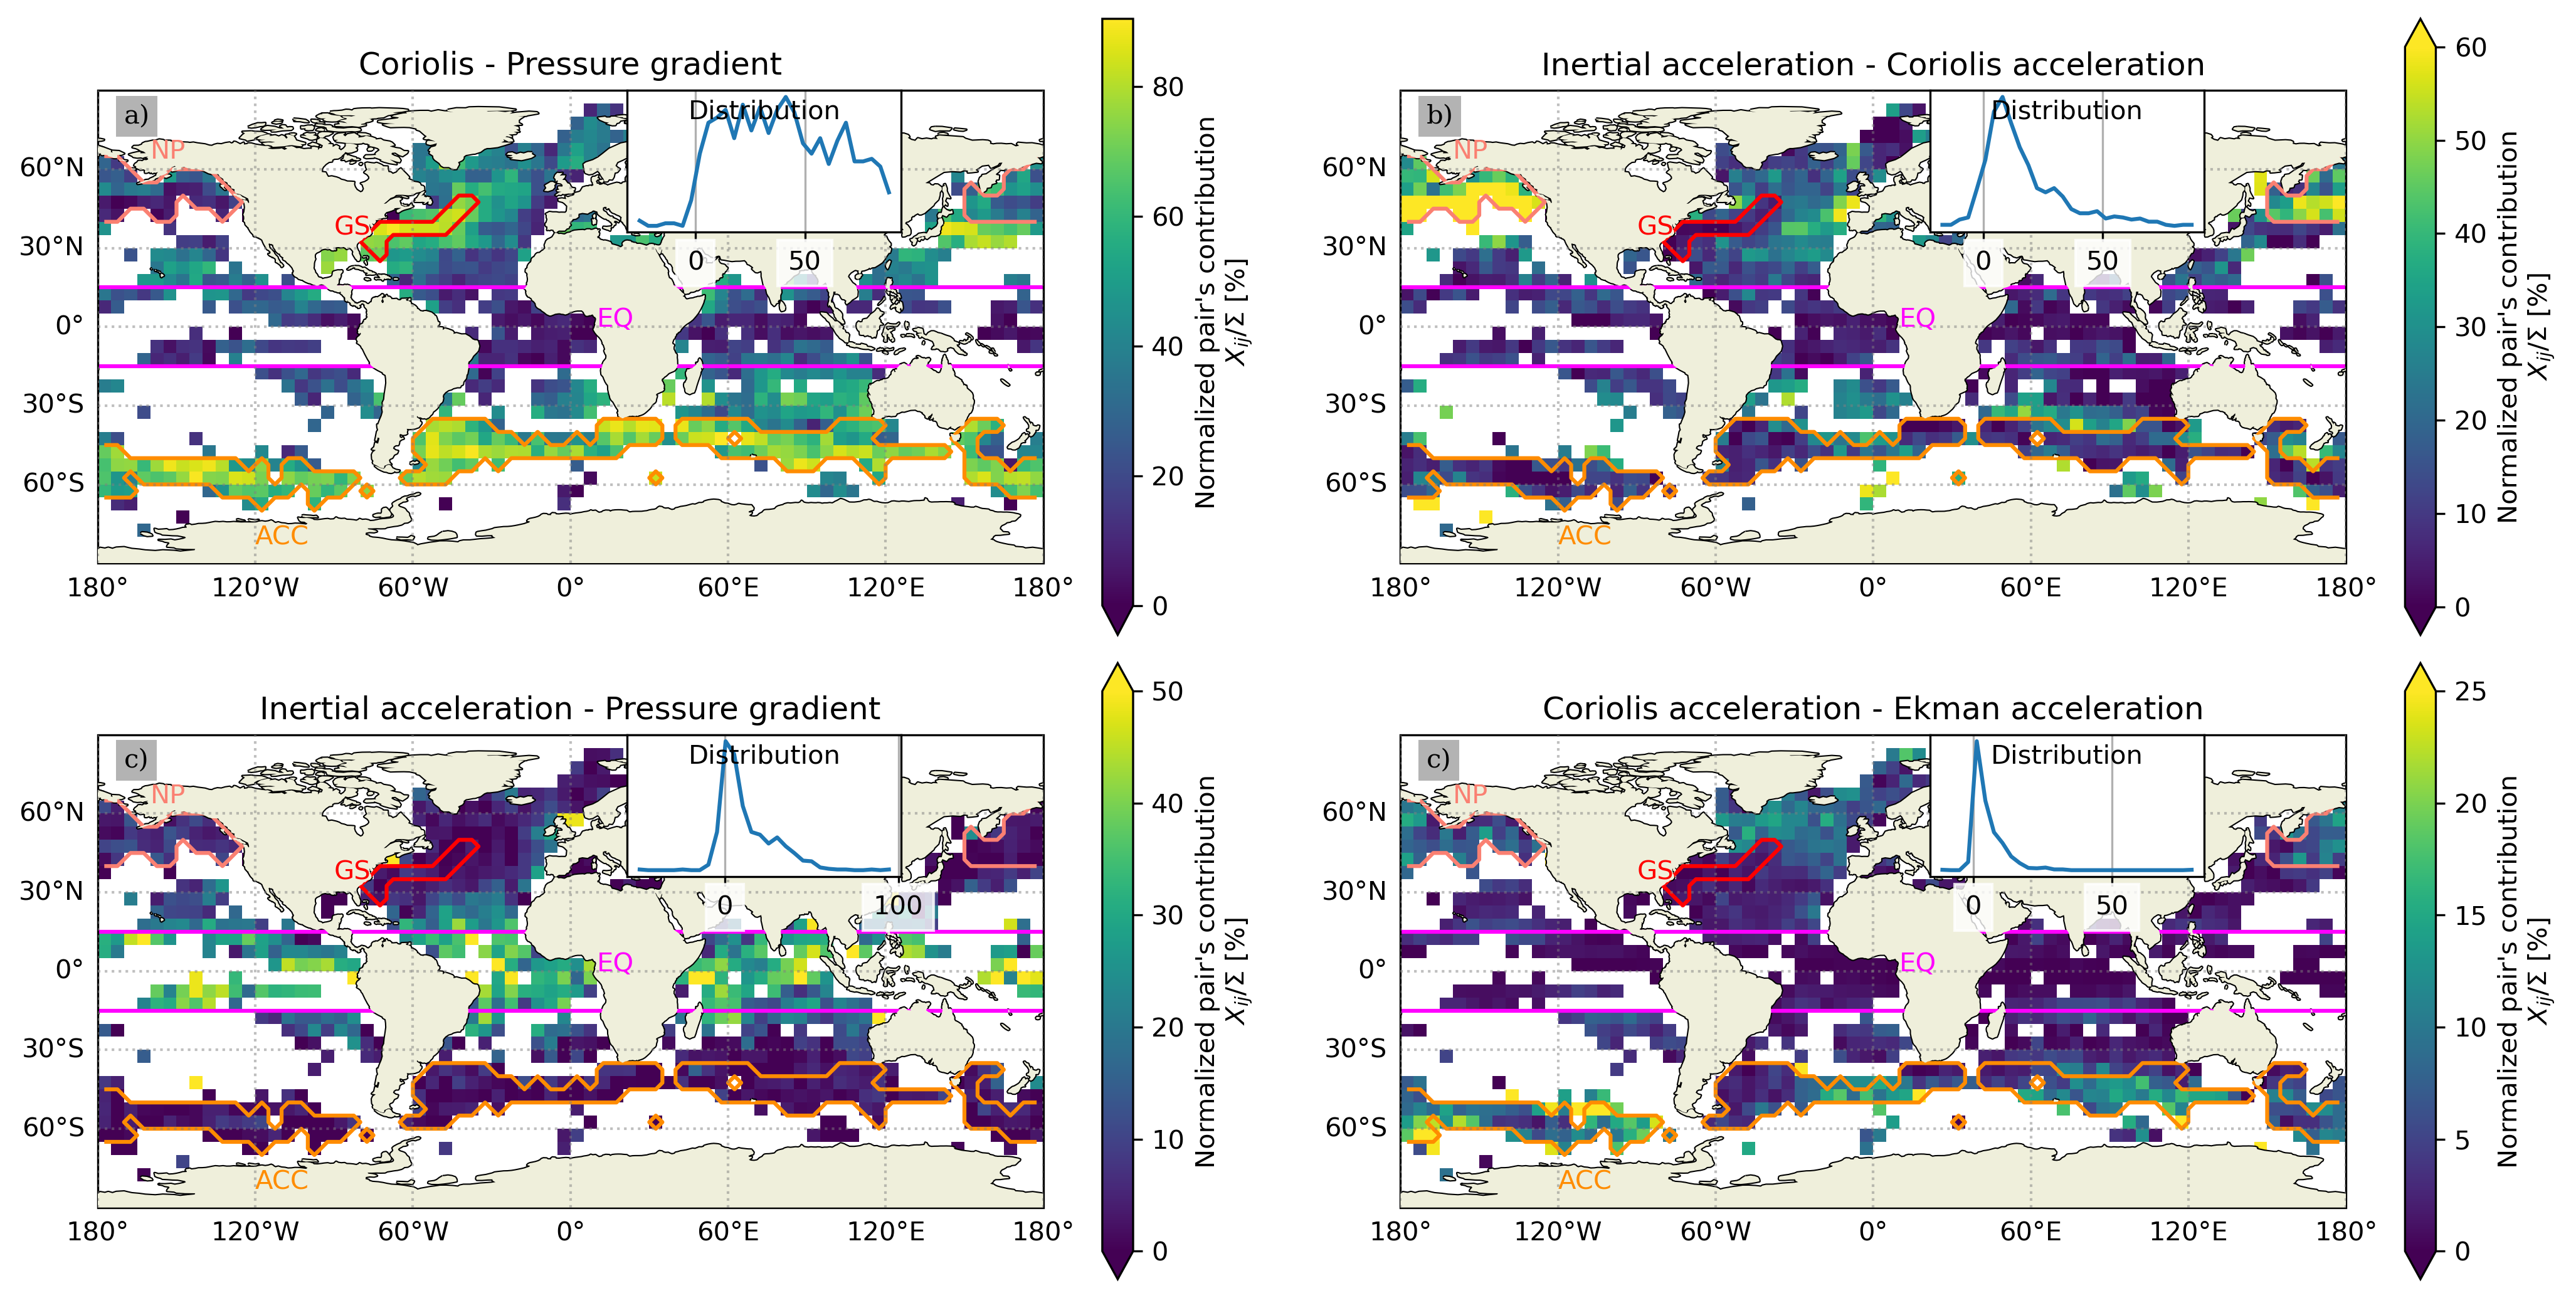 Coriolis - Pressure gradient
a)
Distribution
NP
GS
EQ
ACC
0
50
60°N
30°N
0°
30°S
60°S
180°
120°W
60°W
0°
60°E
120°E
180°
80
60
40
20
0
Normalized pair's contribution
X_ij/Σ [%]
Inertial acceleration - Coriolis acceleration
b)
Distribution
NP
GS
EQ
ACC
0
50
60°N
30°N
0°
30°S
60°S
180°
120°W
60°W
0°
60°E
120°E
180°
60
50
40
30
20
10
0
Normalized pair's contribution
X_ij/Σ [%]
Inertial acceleration - Pressure gradient
c)
Distribution
NP
GS
EQ
ACC
0
100
60°N
30°N
0°
30°S
60°S
180°
120°W
60°W
0°
60°E
120°E
180°
50
40
30
20
10
0
Normalized pair's contribution
X_ij/Σ [%]
Coriolis acceleration - Ekman acceleration
c)
Distribution
NP
GS
EQ
ACC
0
50
60°N
30°N
0°
30°S
60°S
180°
120°W
60°W
0°
60°E
120°E
180°
25
20
15
10
5
0
Normalized pair's contribution
X_ij/Σ [%]